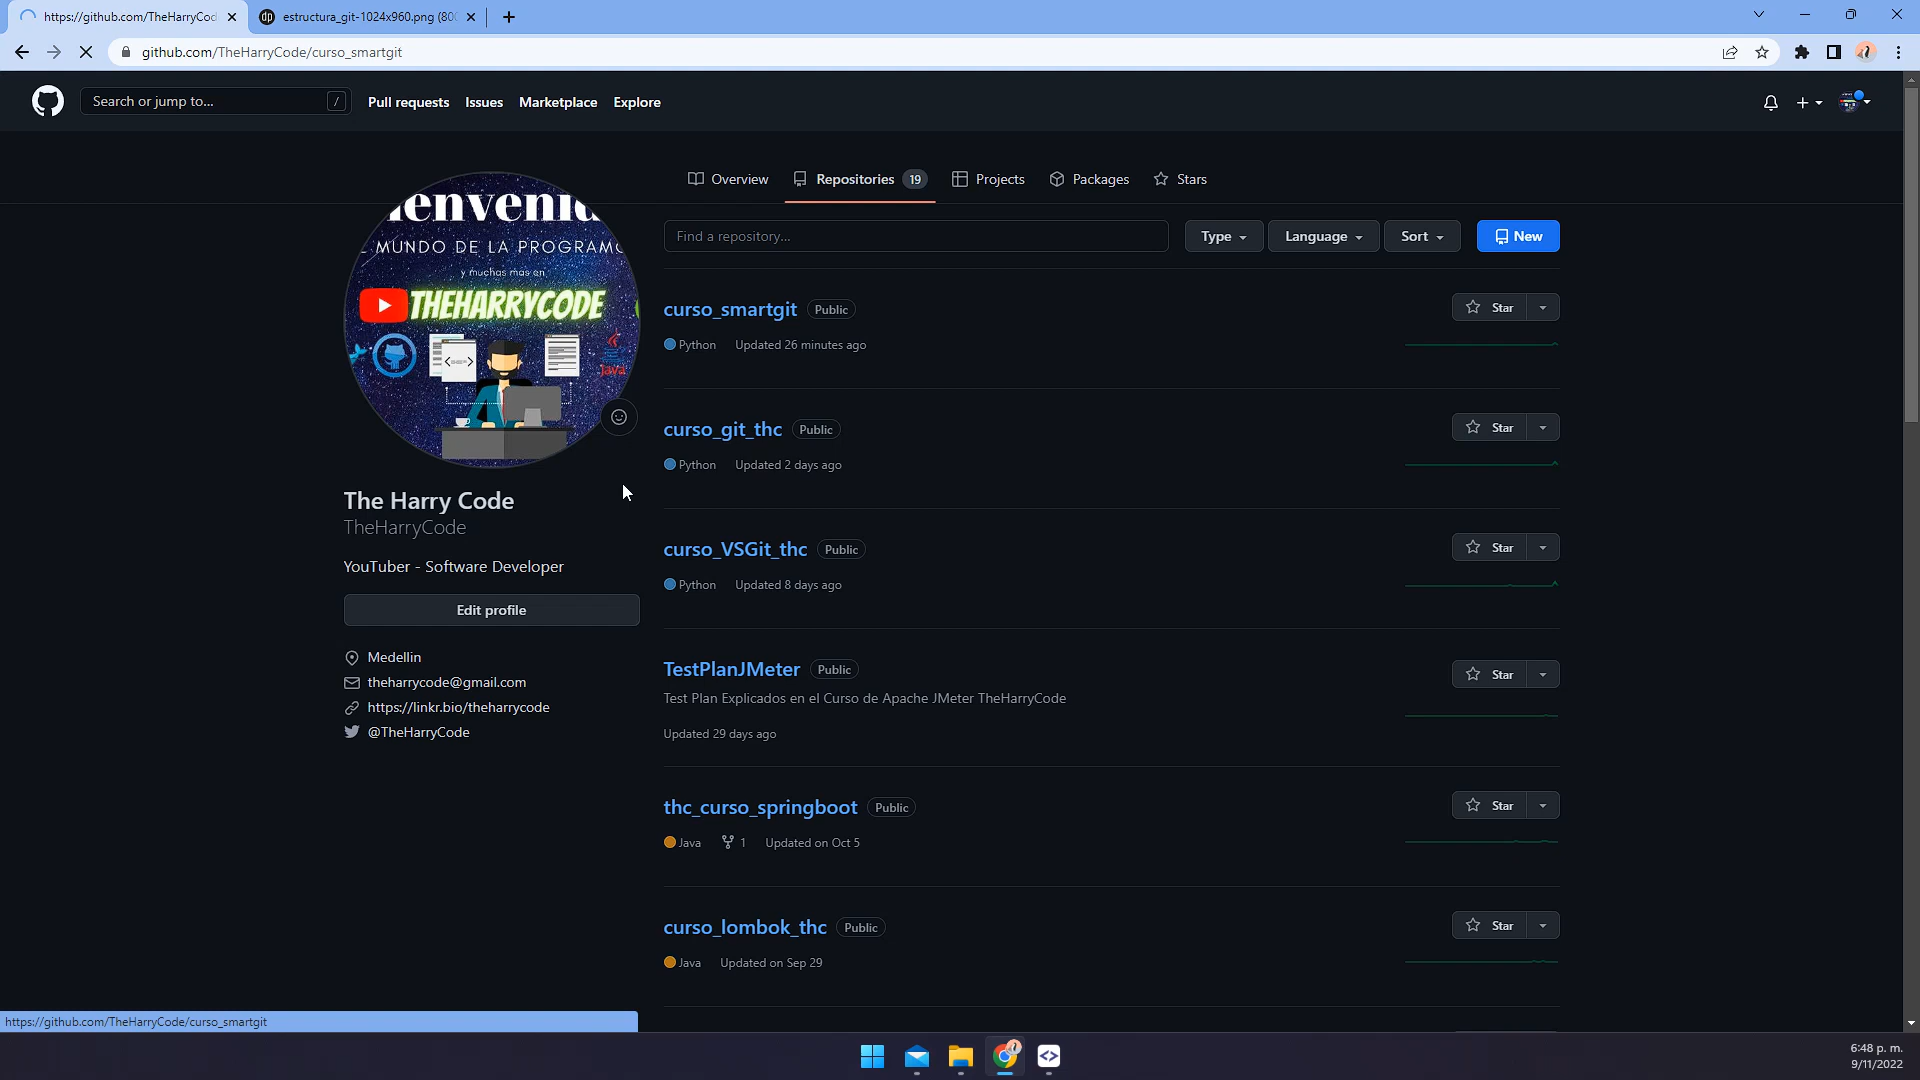 https://github.com/TheHarryCod
estructura_git-1024x960.png (80
github.com/TheHarryCode/curso_smartgit
Search or jump to...
/
Pull requests
Issues
Marketplace
Explore
Overview
Repositories 19
Projects
Packages
Stars
MUNDO DE LA PROGRAM
y muchas mas en
THEHARRYCODE
Java
Find a repository...
Type
Language
Sort
New
curso_smartgit Public
Star
Python Updated 26 minutes ago
curso_git_thc Public
Star
Python Updated 2 days ago
The Harry Code
TheHarryCode
YouTuber - Software Developer
Edit profile
Medellin
theharrycode@gmail.com
https://linkr.bio/theharrycode
@TheHarryCode
curso_VSGit_thc Public
Star
Python Updated 8 days ago
TestPlanJMeter Public
Star
Test Plan Explicados en el Curso de Apache JMeter TheHarryCode
Updated 29 days ago
thc_curso_springboot Public
Star
Java 1 Updated on Oct 5
curso_lombok_thc Public
Star
Java Updated on Sep 29
https://github.com/TheHarryCode/curso_smartgit
6:48 p. m.
9/11/2022